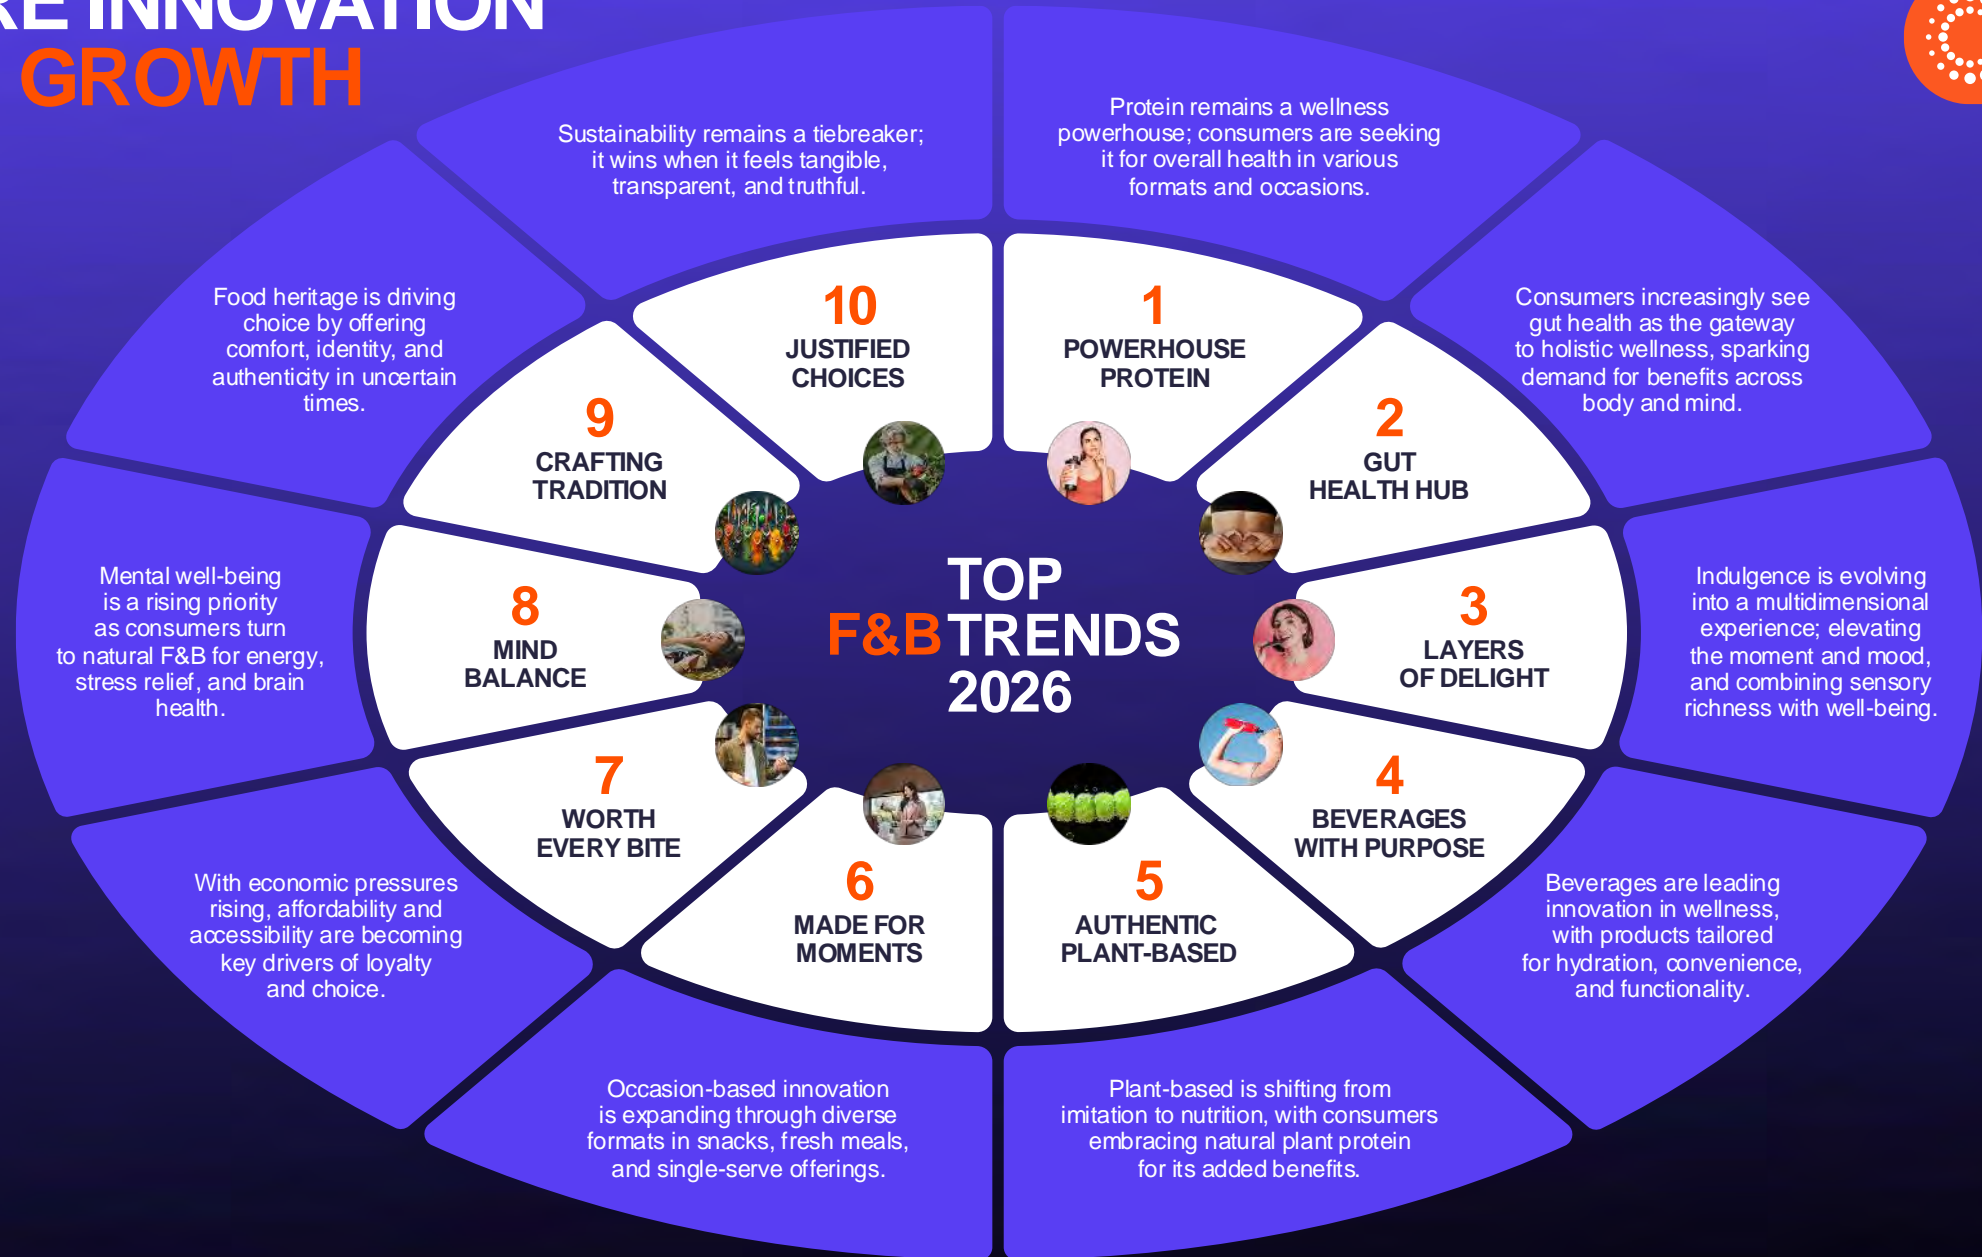 INNOVATION
GROWTH
TOP
F&B TRENDS
2026
1
POWERHOUSE
PROTEIN
Protein remains a wellness
powerhouse; consumers are seeking
it for overall health in various
formats and occasions.
2
GUT
HEALTH HUB
Consumers increasingly see
gut health as the gateway
to holistic wellness, sparking
demand for benefits across
body and mind.
3
LAYERS
OF DELIGHT
Indulgence is evolving
into a multidimensional
experience; elevating
the moment and mood,
and combining sensory
richness with well-being.
4
BEVERAGES
WITH PURPOSE
Beverages are leading
innovation in wellness,
with products tailored
for hydration, convenience,
and functionality.
5
AUTHENTIC
PLANT-BASED
Plant-based is shifting from
imitation to nutrition, with consumers
embracing natural plant protein
for its added benefits.
6
MADE FOR
MOMENTS
Occasion-based innovation
is expanding through diverse
formats in snacks, fresh meals,
and single-serve offerings.
7
WORTH
EVERY BITE
With economic pressures
rising, affordability and
accessibility are becoming
key drivers of loyalty
and choice.
8
MIND
BALANCE
Mental well-being
is a rising priority
as consumers turn
to natural F&B for energy,
stress relief, and brain
health.
9
CRAFTING
TRADITION
Food heritage is driving
choice by offering
comfort, identity, and
authenticity in uncertain
times.
10
JUSTIFIED
CHOICES
Sustainability remains a tiebreaker;
it wins when it feels tangible,
transparent, and truthful.